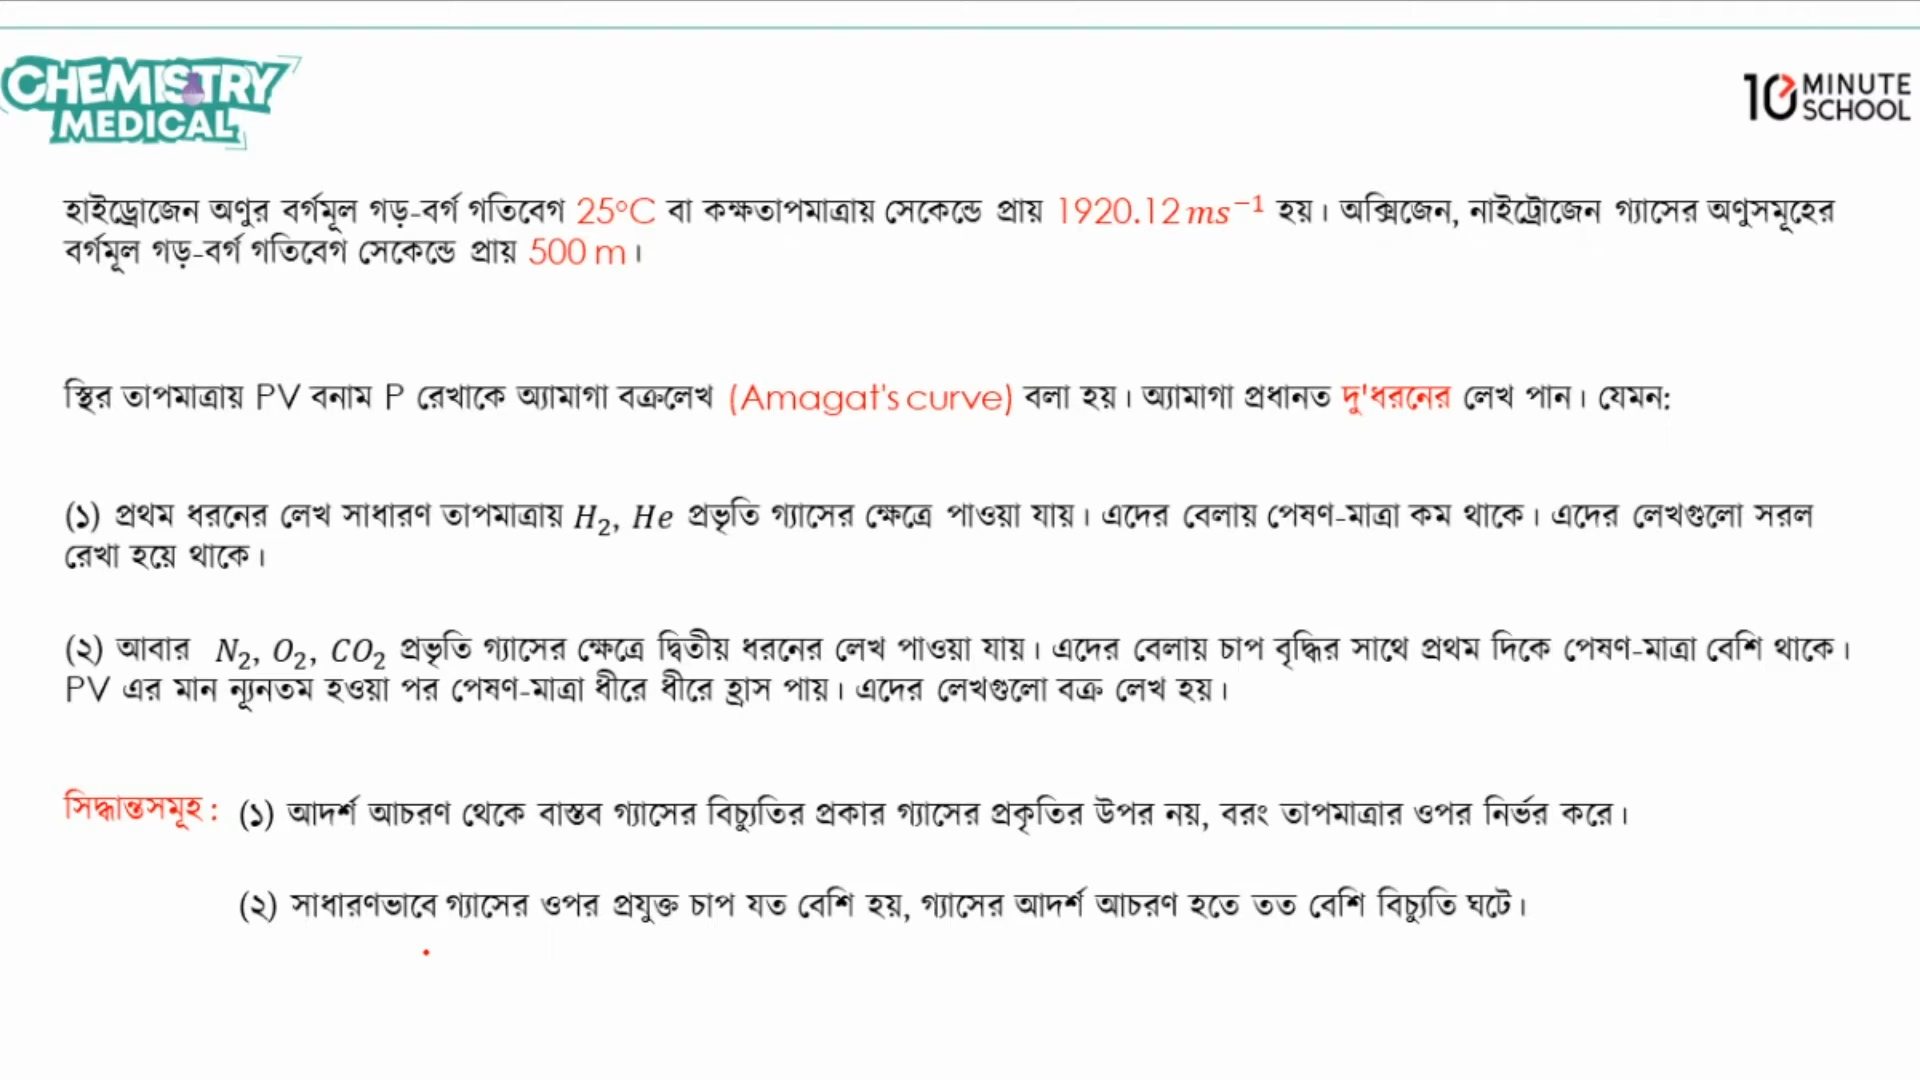 CHEMISTRY
MEDICAL
10 MINUTE
SCHOOL
হাইড্রোজেন অণুর বর্গমূল গড়-বর্গ গতিবেগ 25°C বা কক্ষতাপমাত্রায় সেকেন্ডে প্রায় 1920.12 ms⁻¹ হয়। অক্সিজেন, নাইট্রোজেন গ্যাসের অণুসমূহের
বর্গমূল গড়-বর্গ গতিবেগ সেকেন্ডে প্রায় 500 m।
স্থির তাপমাত্রায় PV বনাম P রেখাকে অ্যামাগা বক্রলেখ (Amagat's curve) বলা হয়। অ্যামাগা প্রধানত দু'ধরনের লেখ পান। যেমন:
(১) প্রথম ধরনের লেখ সাধারণ তাপমাত্রায় H₂, He প্রভৃতি গ্যাসের ক্ষেত্রে পাওয়া যায়। এদের বেলায় পেষণ-মাত্রা কম থাকে। এদের লেখগুলো সরল
রেখা হয়ে থাকে।
(২) আবার N₂, O₂, CO₂ প্রভৃতি গ্যাসের ক্ষেত্রে দ্বিতীয় ধরনের লেখ পাওয়া যায়। এদের বেলায় চাপ বৃদ্ধির সাথে প্রথম দিকে পেষণ-মাত্রা বেশি থাকে।
PV এর মান ন্যূনতম হওয়া পর পেষণ-মাত্রা ধীরে ধীরে হ্রাস পায়। এদের লেখগুলো বক্র লেখ হয়।
সিদ্ধান্তসমূহ: (১) আদর্শ আচরণ থেকে বাস্তব গ্যাসের বিচ্যুতির প্রকার গ্যাসের প্রকৃতির উপর নয়, বরং তাপমাত্রার ওপর নির্ভর করে।
(২) সাধারণভাবে গ্যাসের ওপর প্রযুক্ত চাপ যত বেশি হয়, গ্যাসের আদর্শ আচরণ হতে তত বেশি বিচ্যুতি ঘটে।